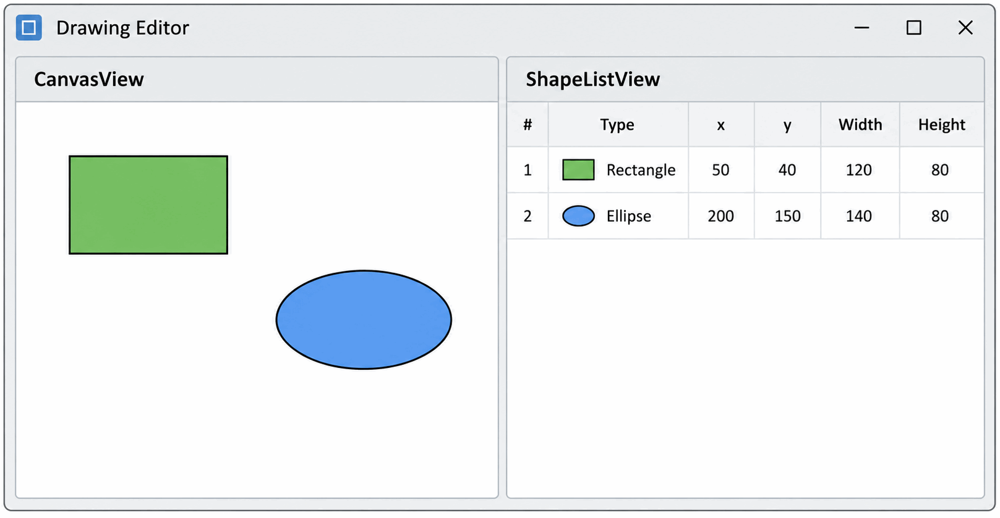 Drawing Editor
CanvasView
ShapeListView
# Type x y Width Height
1 Rectangle 50 40 120 80
2 Ellipse 200 150 140 80